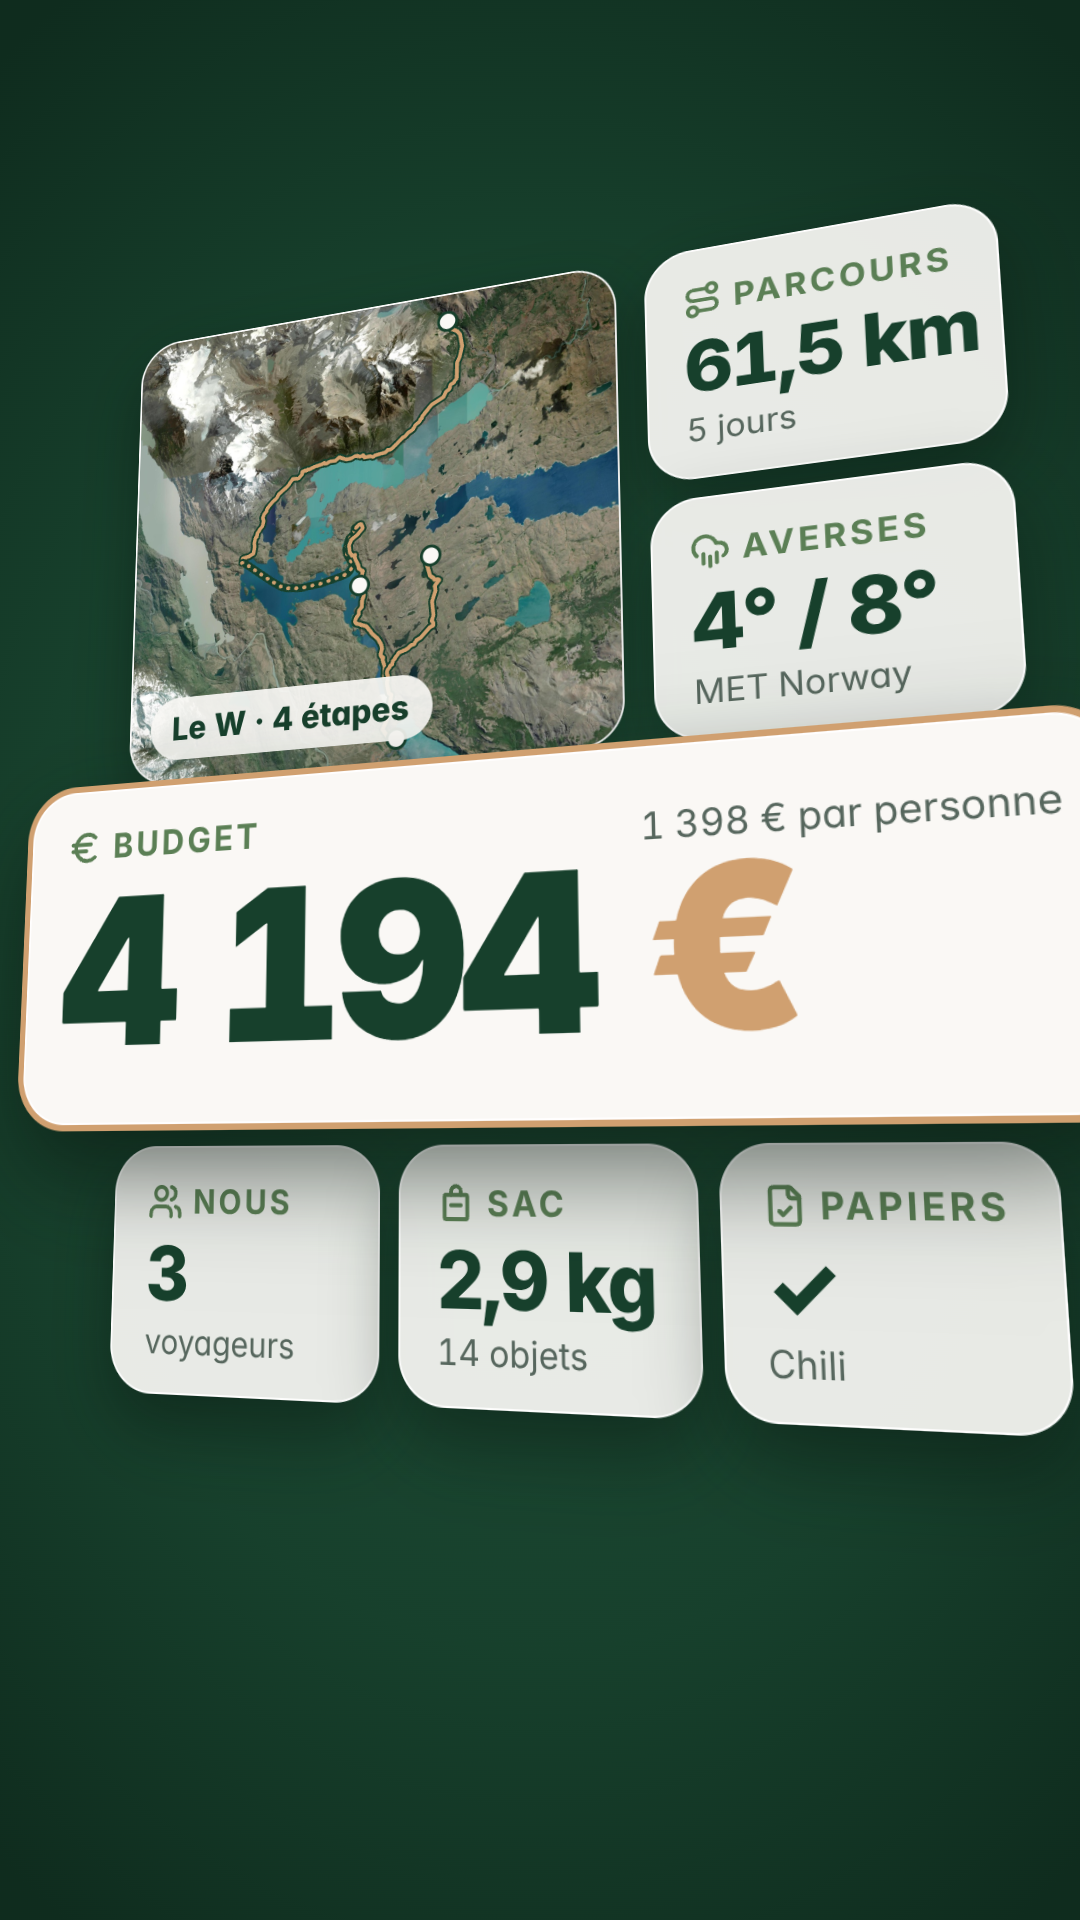 PARCOURS
61,5 km
5 jours
AVERSES
4° / 8°
MET Norway
Le W · 4 étapes
€ BUDGET
1 398 € par personne
4 194 €
NOUS
3
voyageurs
SAC
2,9 kg
14 objets
PAPIERS
Chili